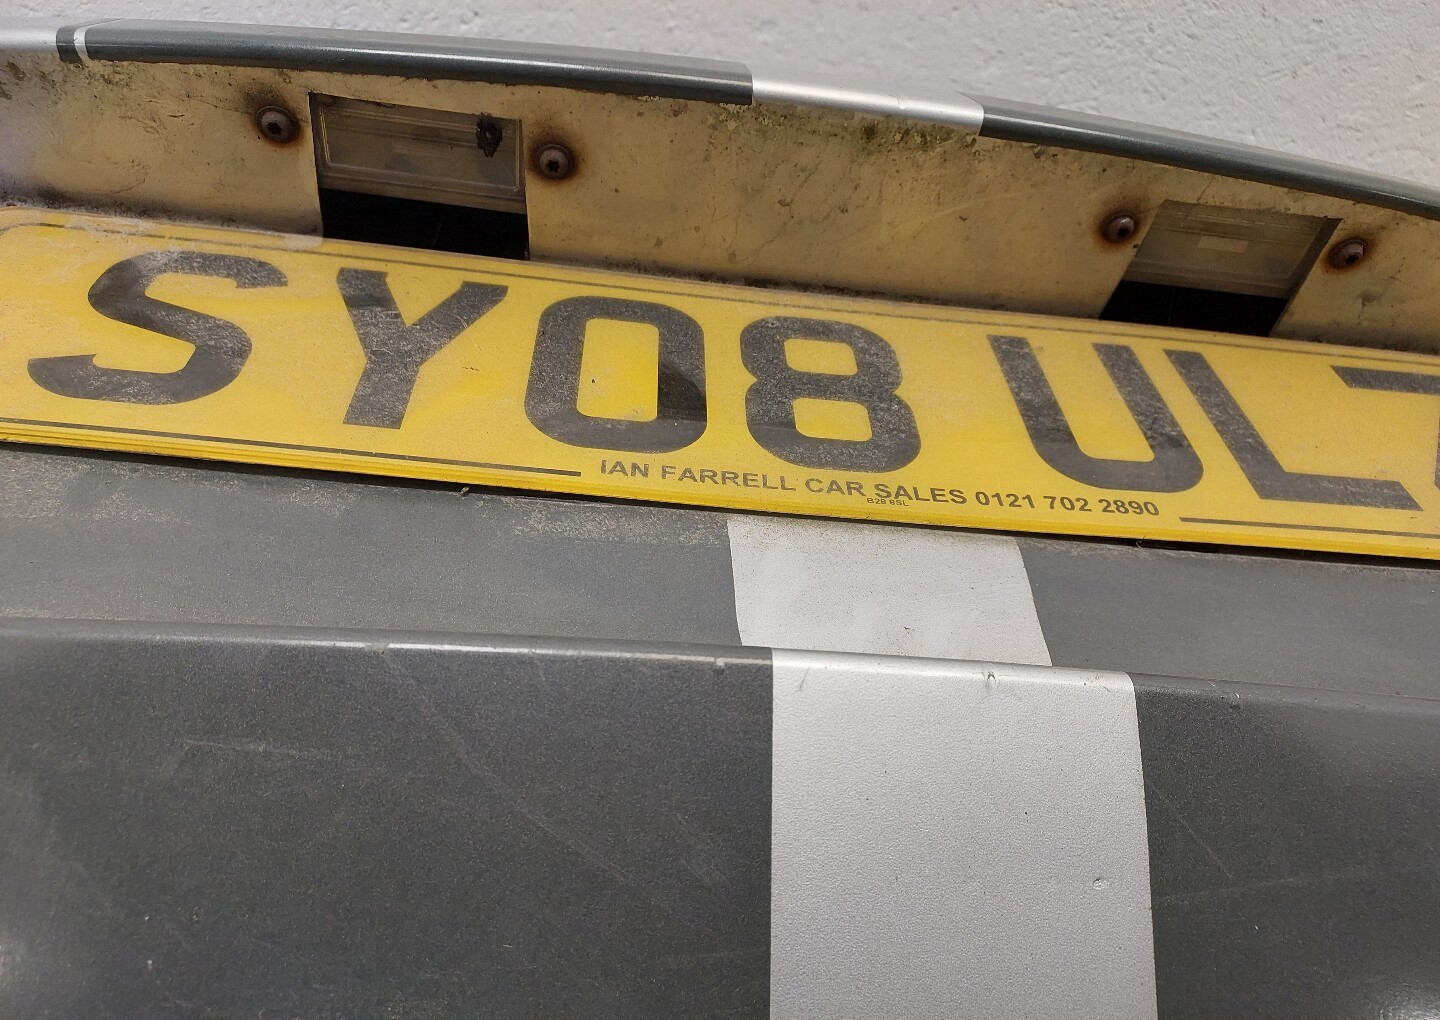 SY08 UL
IAN FARRELL CAR SALES 0121 702 2890
B28 8SL